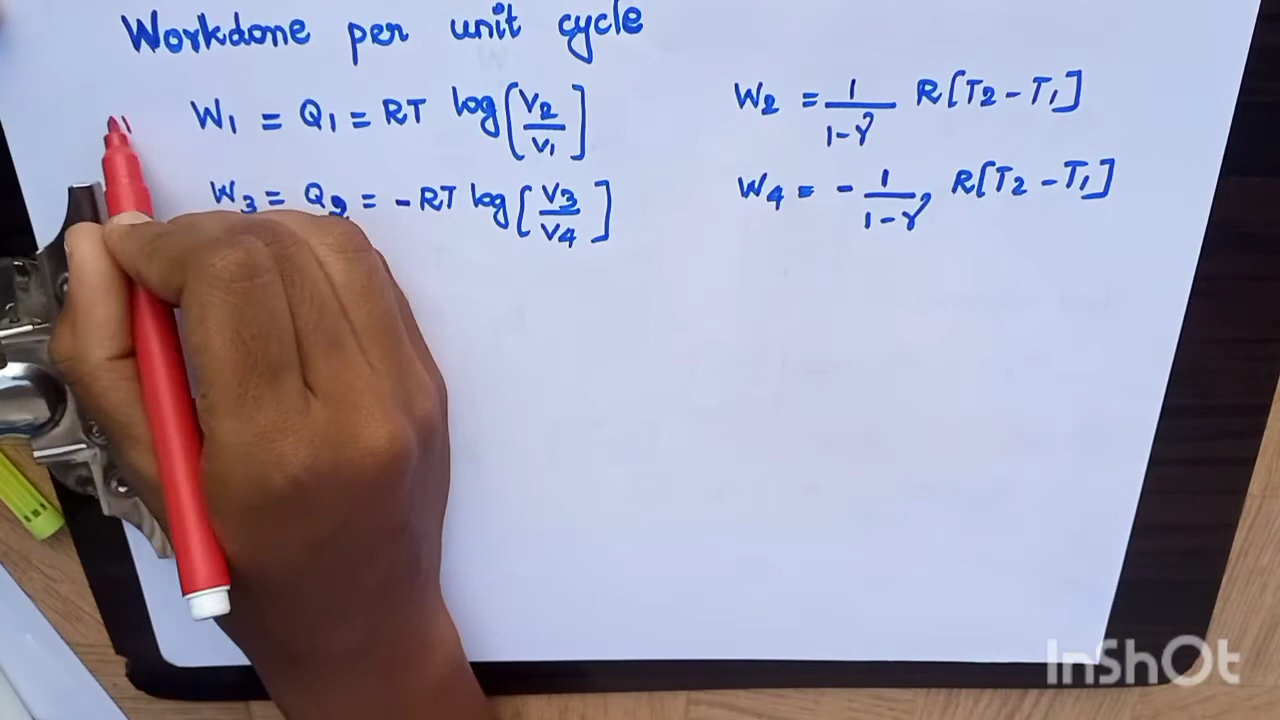 Workdone per unit cycle
W₁ = Q₁ = RT log[V₂/V₁]
W₂ = 1/1-γ R[T₂ - T₁]
W₃ = Q₂ = -RT log[V₃/V₄]
W₄ = - 1/1-γ R[T₂ - T₁]
InShOt